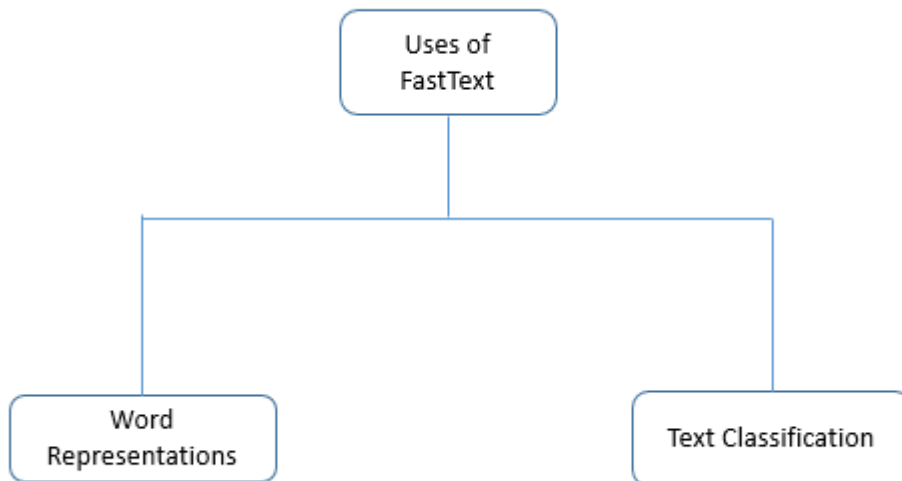 Uses of
FastText
Word
Representations
Text Classification